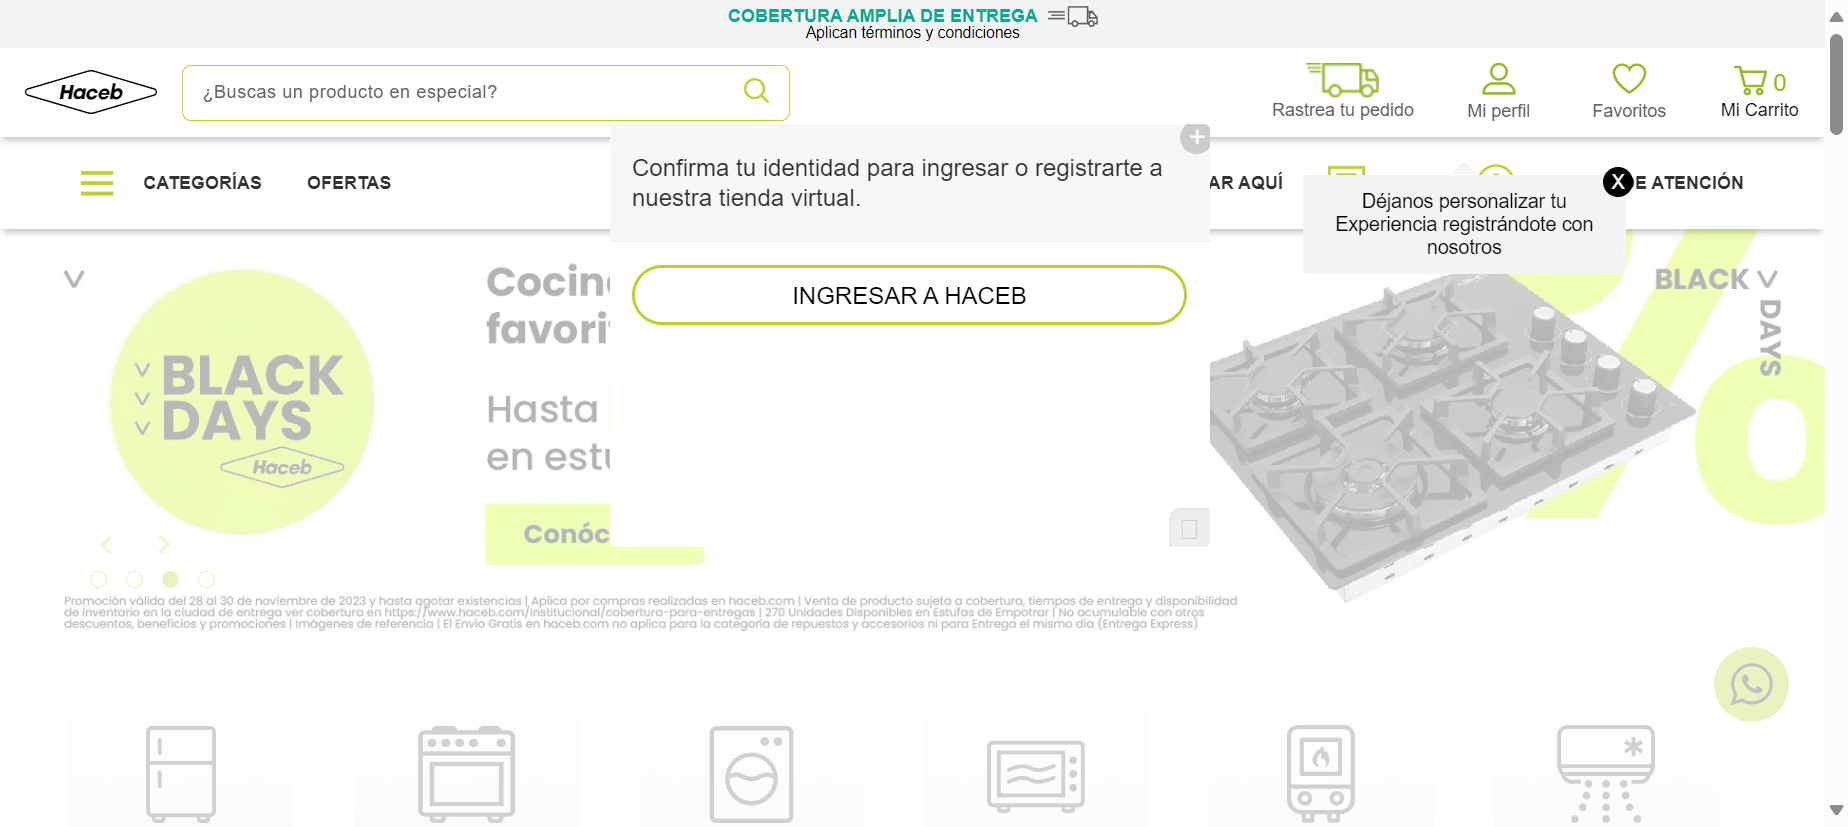 COBERTURA AMPLIA DE ENTREGA
Aplican términos y condiciones
Haceb
¿Buscas un producto en especial?
Rastrea tu pedido
Mi perfil
Favoritos
0
Mi Carrito
CATEGORÍAS
OFERTAS
AR AQUÍ
E ATENCIÓN
Confirma tu identidad para ingresar o registrarte a
nuestra tienda virtual.
INGRESAR A HACEB
X
Déjanos personalizar tu
Experiencia registrándote con
nosotros
BLACK
DAYS
Haceb
Cocin
favori
Hasta
en estu
Conóc
%
BLACK
DAYS
Promoción válida del 28 al 30 de noviembre de 2023 y hasta agotar existencias | Aplica por compras realizadas en haceb.com | Venta de producto sujeta a cobertura, tiempos de entrega y disponibilidad
de inventario en la ciudad de entrega ver cobertura en https://www.haceb.com/institucional/cobertura-para-entregas | 270 Unidades Disponibles en Estufas de Empotrar | No acumulable con otros
descuentos, beneficios y promociones | Imágenes de referencia | El Envío Gratis en haceb.com no aplica para la categoría de repuestos y accesorios ni para Entrega el mismo día (Entrega Express)